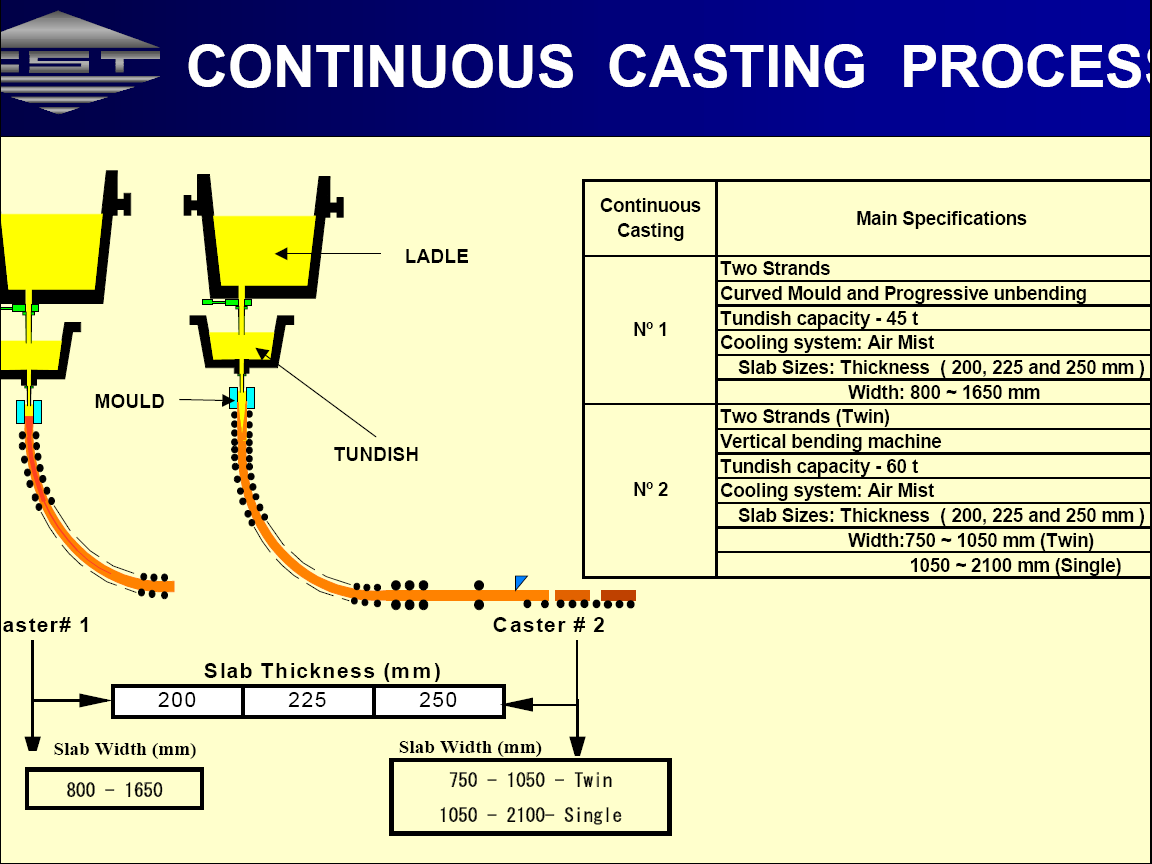 CST
CONTINUOUS CASTING PROCESS
LADLE
MOULD
TUNDISH
Continuous
Casting
Main Specifications
Nº 1
Two Strands
Curved Mould and Progressive unbending
Tundish capacity - 45 t
Cooling system: Air Mist
Slab Sizes: Thickness ( 200, 225 and 250 mm )
Width: 800 ~ 1650 mm
Nº 2
Two Strands (Twin)
Vertical bending machine
Tundish capacity - 60 t
Cooling system: Air Mist
Slab Sizes: Thickness ( 200, 225 and 250 mm )
Width:750 ~ 1050 mm (Twin)
1050 ~ 2100 mm (Single)
aster# 1
Caster # 2
Slab Thickness (mm)
200 225 250
Slab Width (mm)
800 - 1650
Slab Width (mm)
750 - 1050 - Twin
1050 - 2100- Single